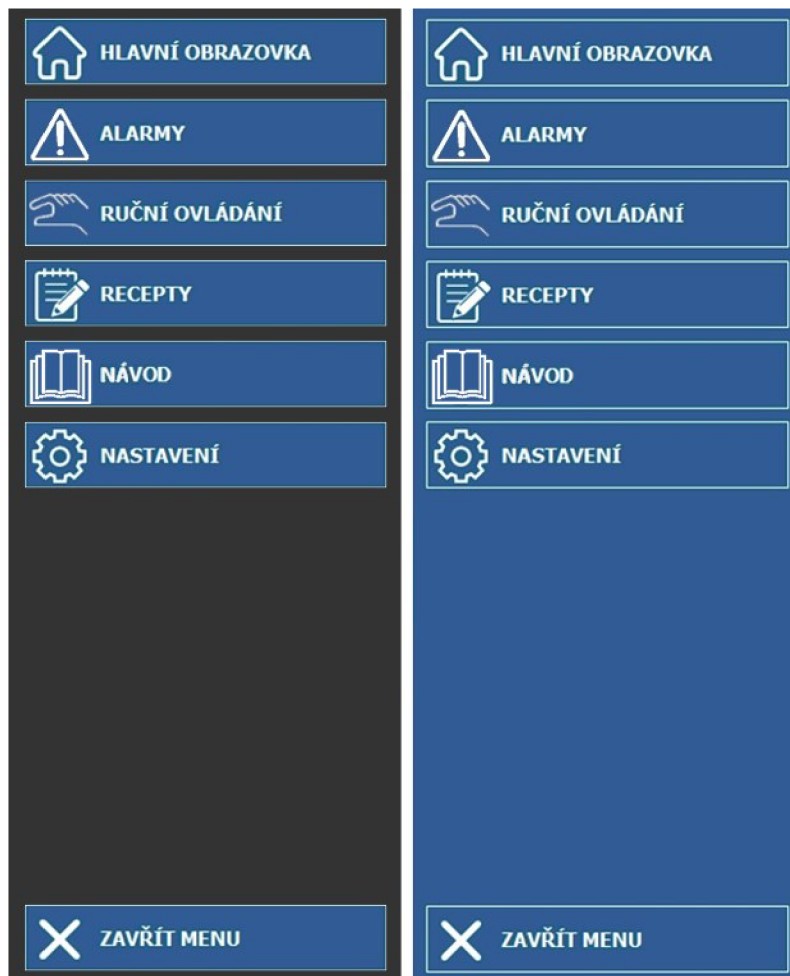 HLAVNÍ OBRAZOVKA
ALARMY
RUČNÍ OVLÁDÁNÍ
RECEPTY
NÁVOD
NASTAVENÍ
ZAVŘÍT MENU
HLAVNÍ OBRAZOVKA
ALARMY
RUČNÍ OVLÁDÁNÍ
RECEPTY
NÁVOD
NASTAVENÍ
ZAVŘÍT MENU